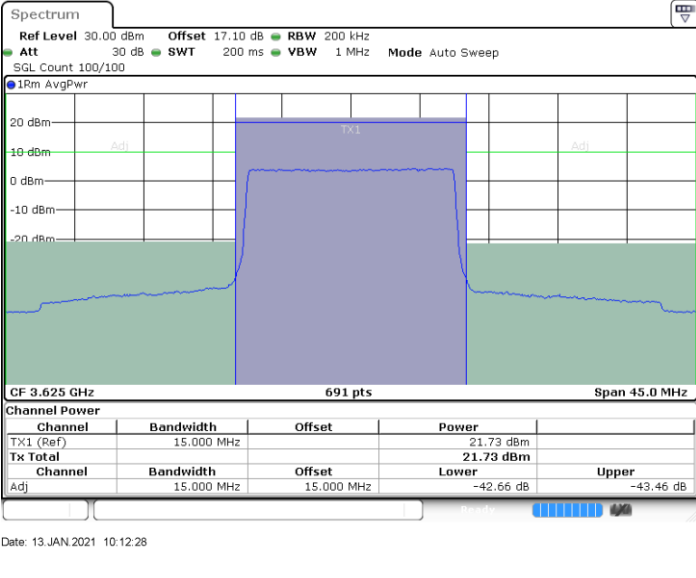 Spectrum
Ref Level 30.00 dBm Offset 17.10 dB RBW 200 kHz
Att 30 dB SWT 200 ms VBW 1 MHz Mode Auto Sweep
SGL Count 100/100
1Rm AvgPwr
20 dBm
TX1
Adj Adj
10 dBm
0 dBm
-10 dBm
-20 dBm
CF 3.625 GHz 691 pts Span 45.0 MHz
Channel Power
Channel Bandwidth Offset Power
TX1 (Ref) 15.000 MHz 21.73 dBm
Tx Total 21.73 dBm
Channel Bandwidth Offset Lower Upper
Adj 15.000 MHz 15.000 MHz -42.66 dB -43.46 dB
Ready
Date: 13.JAN.2021 10:12:28